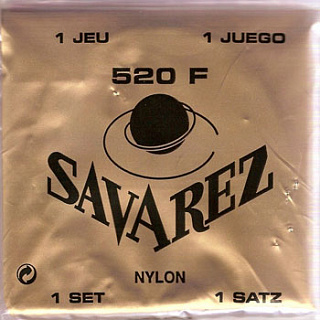 1 JEU 1 JUEGO
520 F
SAVAREZ
NYLON
1 SET 1 SATZ